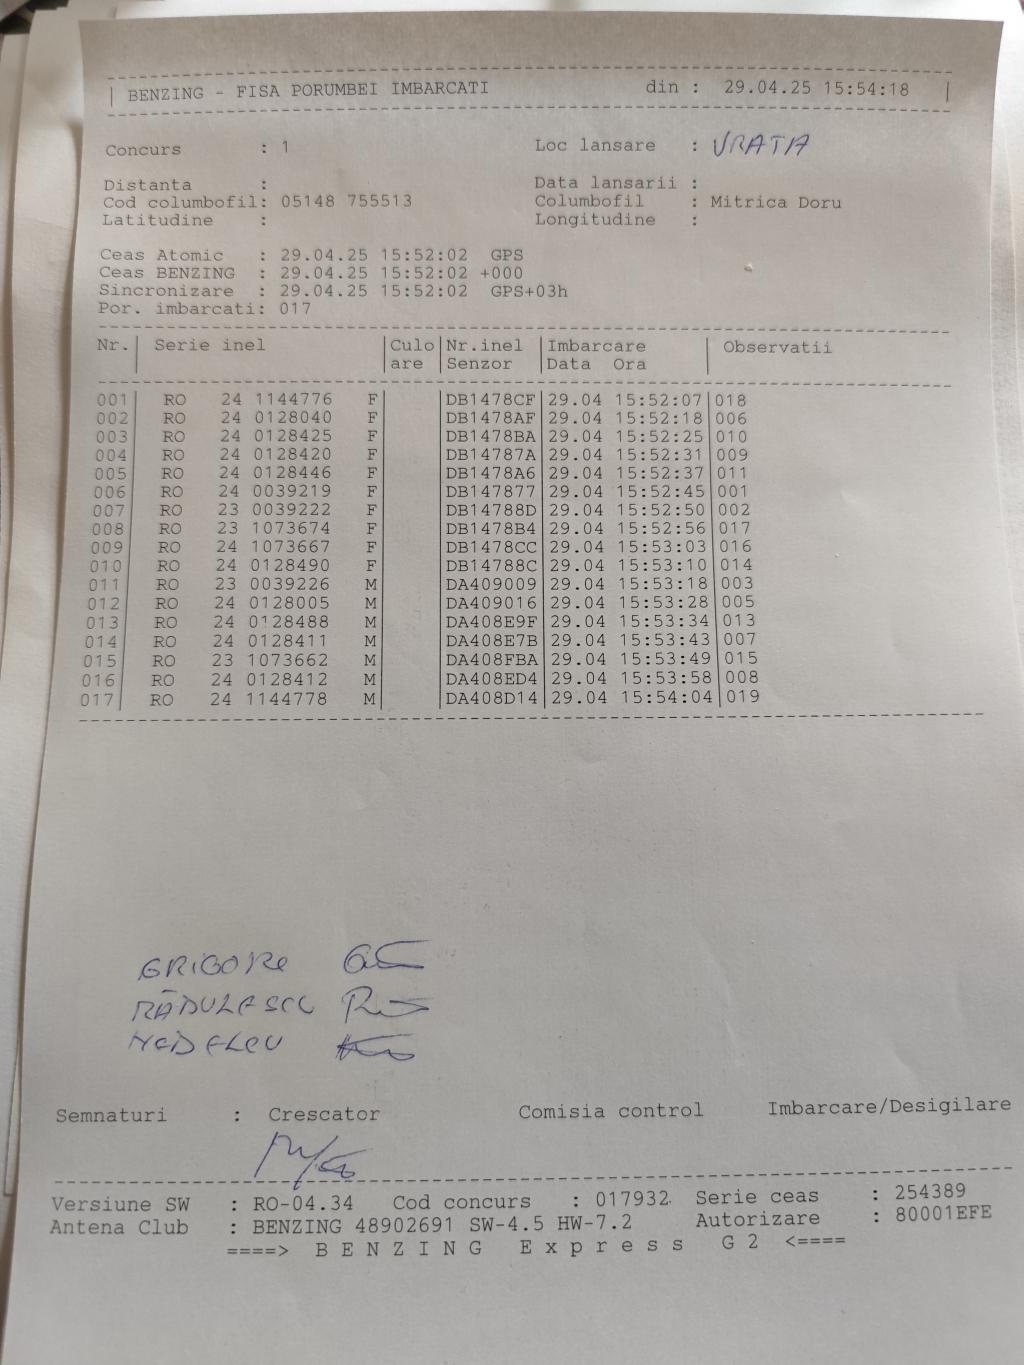 BENZING - FISA PORUMBEI IMBARCATI din : 29.04.25 15:54:18
Concurs : 1 Loc lansare : VRATA
Distanta : Data lansarii :
Cod columbofil: 05148 755513 Columbofil : Mitrica Doru
Latitudine : Longitudine :
Ceas Atomic : 29.04.25 15:52:02 GPS
Ceas BENZING : 29.04.25 15:52:02 +000
Sincronizare : 29.04.25 15:52:02 GPS+03h
Por. imbarcati: 017
Nr. Serie inel Culo Nr.inel Imbarcare Observatii
are Senzor Data Ora
001 RO 24 1144776 F DB1478CF 29.04 15:52:07 018
002 RO 24 0128040 F DB1478AF 29.04 15:52:18 006
003 RO 24 0128425 F DB1478BA 29.04 15:52:25 010
004 RO 24 0128420 F DB14787A 29.04 15:52:31 009
005 RO 24 0128446 F DB1478A6 29.04 15:52:37 011
006 RO 24 0039219 F DB147877 29.04 15:52:45 001
007 RO 23 0039222 F DB14788D 29.04 15:52:50 002
008 RO 23 1073674 F DB1478B4 29.04 15:52:56 017
009 RO 24 1073667 F DB1478CC 29.04 15:53:03 016
010 RO 24 0128490 F DB14788C 29.04 15:53:10 014
011 RO 23 0039226 M DA409009 29.04 15:53:18 003
012 RO 24 0128005 M DA409016 29.04 15:53:28 005
013 RO 24 0128488 M DA408E9F 29.04 15:53:34 013
014 RO 24 0128411 M DA408E7B 29.04 15:53:43 007
015 RO 23 1073662 M DA408FBA 29.04 15:53:49 015
016 RO 24 0128412 M DA408ED4 29.04 15:53:58 008
017 RO 24 1144778 M DA408D14 29.04 15:54:04 019
GRIGORE
RĂDULESCU
NEDELCU
Semnaturi : Crescator Comisia control Imbarcare/Desigilare
Versiune SW : RO-04.34 Cod concurs : 017932 Serie ceas : 254389
Antena Club : BENZING 48902691 SW-4.5 HW-7.2 Autorizare : 80001EFE
====> B E N Z I N G E x p r e s s G 2 <====